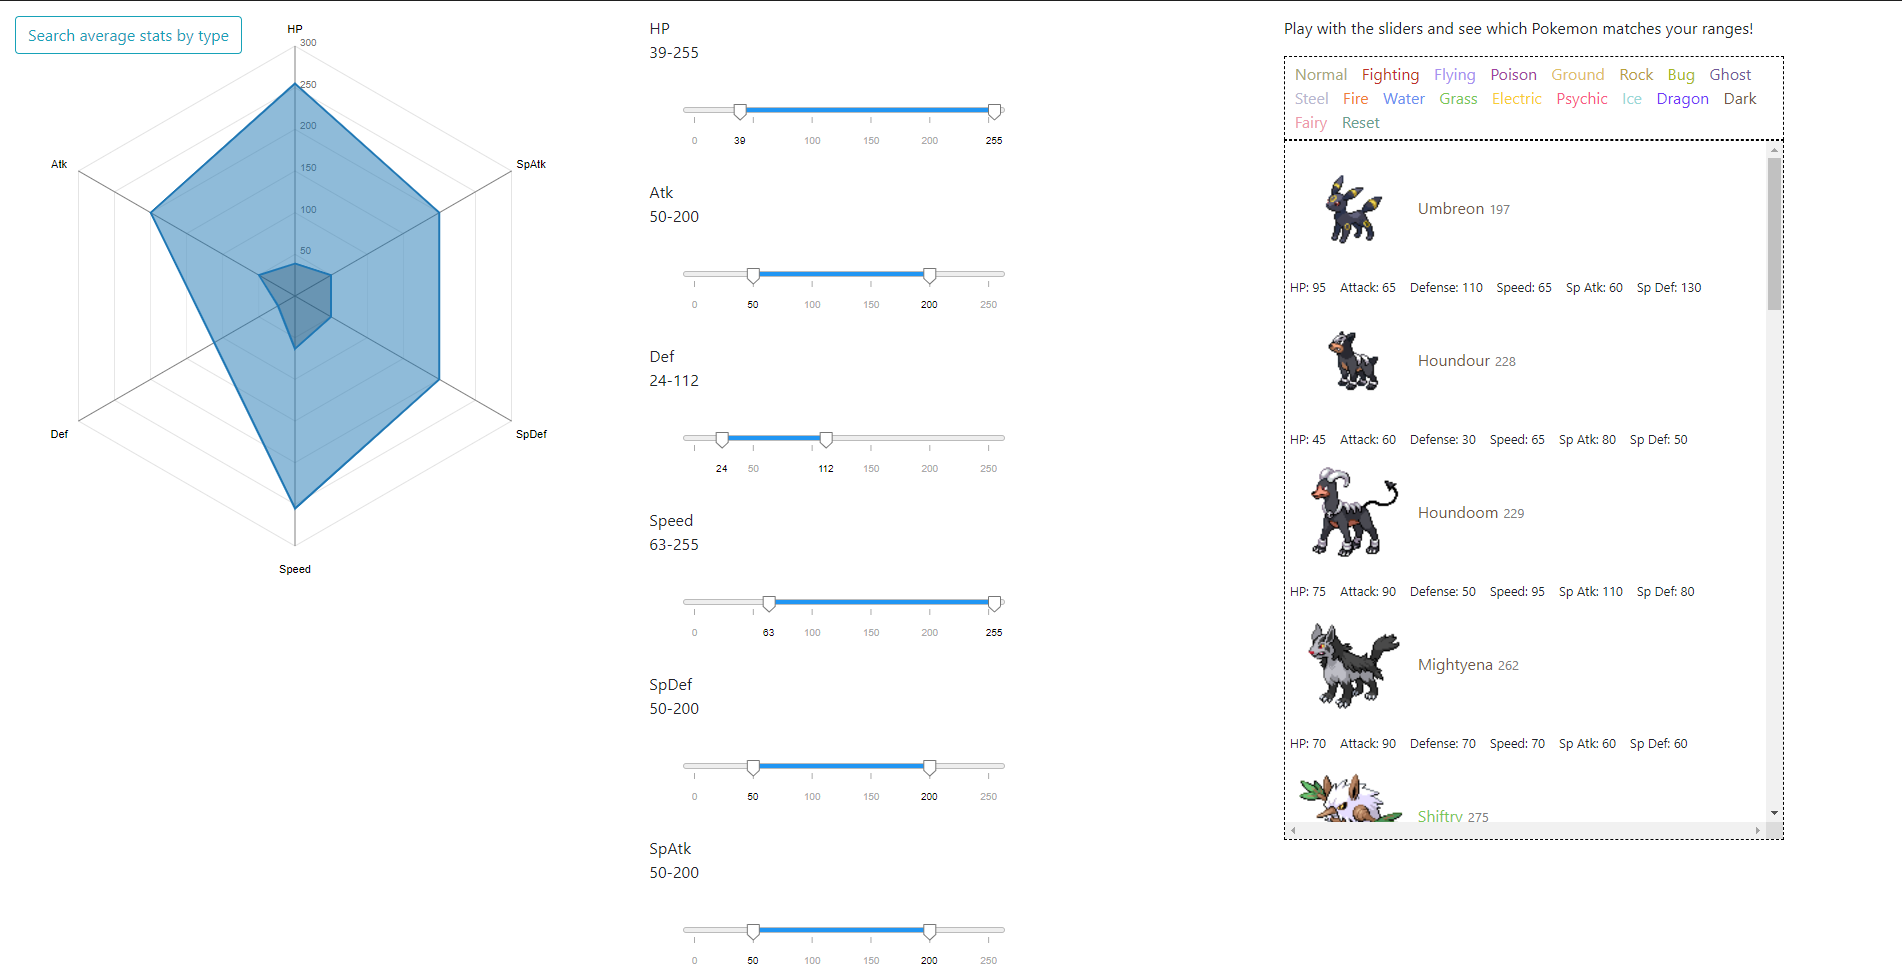 Search average stats by type
HP
300
250
200
150
100
50
Atk
SpAtk
Def
SpDef
Speed
HP
39-255
0 39 100 150 200 255
Atk
50-200
0 50 100 150 200 250
Def
24-112
0 24 50 112 150 200 250
Speed
63-255
0 63 100 150 200 255
SpDef
50-200
0 50 100 150 200 250
SpAtk
50-200
0 50 100 150 200 250
Play with the sliders and see which Pokemon matches your ranges!
Normal Fighting Flying Poison Ground Rock Bug Ghost
Steel Fire Water Grass Electric Psychic Ice Dragon Dark
Fairy Reset
Umbreon 197
HP: 95 Attack: 65 Defense: 110 Speed: 65 Sp Atk: 60 Sp Def: 130
Houndour 228
HP: 45 Attack: 60 Defense: 30 Speed: 65 Sp Atk: 80 Sp Def: 50
Houndoom 229
HP: 75 Attack: 90 Defense: 50 Speed: 95 Sp Atk: 110 Sp Def: 80
Mightyena 262
HP: 70 Attack: 90 Defense: 70 Speed: 70 Sp Atk: 60 Sp Def: 60
Shiftry 275